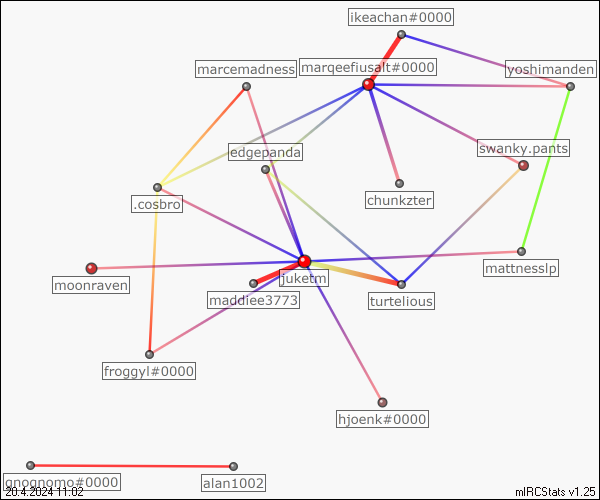 ikeachan#0000
marcemadness
marqeefiusalt#0000
yoshimanden
edgepanda
swanky.pants
.cosbro
chunkzter
moonraven
juketm
mattnesslp
maddiee3773
turtelious
froggyl#0000
hjoenk#0000
gnognomo#0000
alan1002
20.4.2024 11:02
mIRCStats v1.25